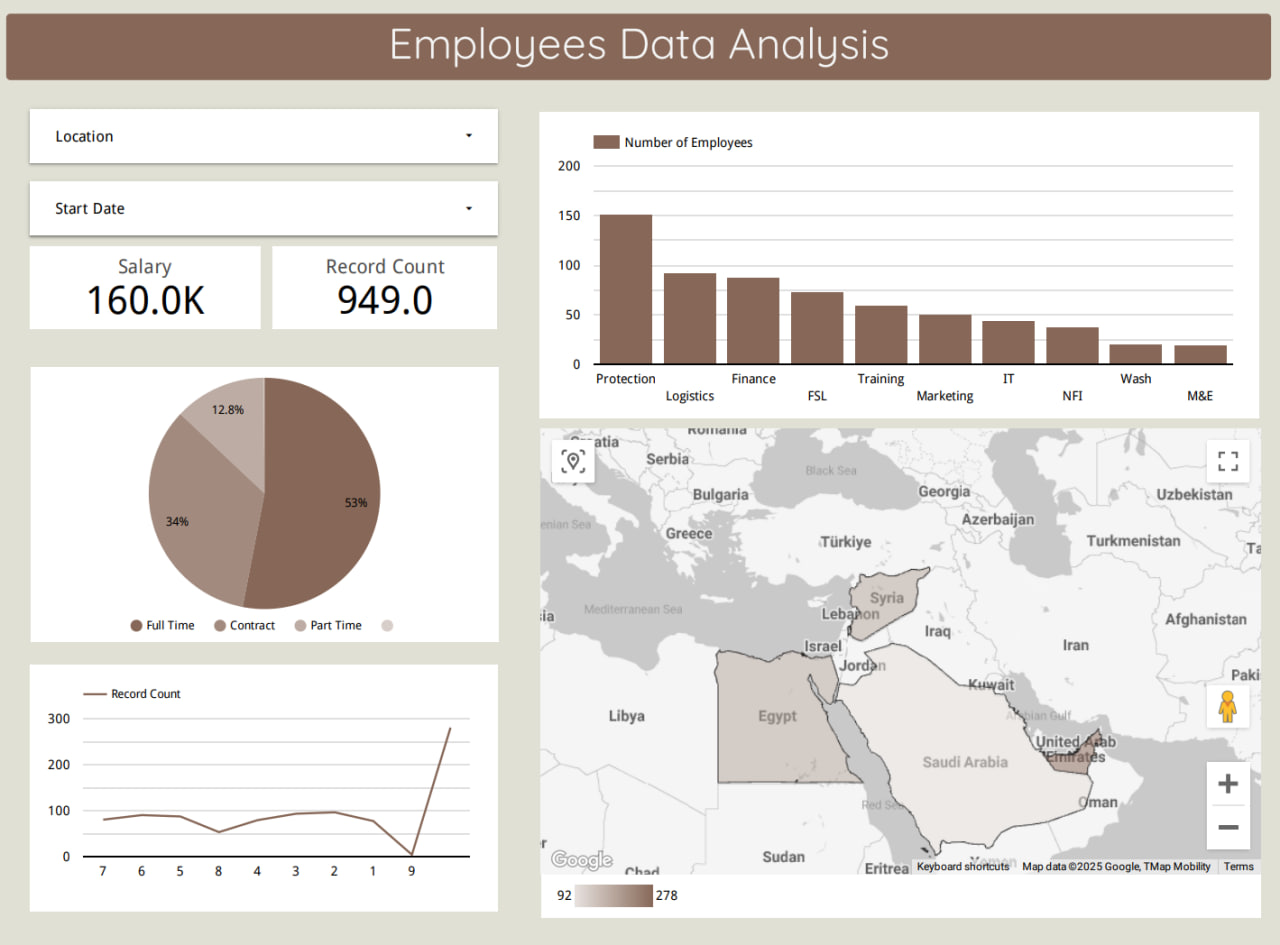 Employees Data Analysis
Location
Start Date
Salary
160.0K
Record Count
949.0
12.8%
53%
34%
Full Time
Contract
Part Time
Record Count
300
200
100
0
7 6 5 8 4 3 2 1 9
Number of Employees
200
150
100
50
0
Protection
Finance
Training
IT
Wash
Logistics
FSL
Marketing
NFI
M&E
Romania
Serbia
Black Sea
Bulgaria
Georgia
Uzbekistan
Azerbaijan
Greece
Türkiye
Turkmenistan
Syria
Mediterranean Sea
Lebanon
Afghanistan
Iraq
Israel
Iran
Jordan
Kuwait
Libya
Egypt
United Arab
Emirates
Saudi Arabia
Oman
Red Sea
Sudan
Chad
Eritrea
Yemen
Google
Keyboard shortcuts
Map data ©2025 Google, TMap Mobility
Terms
92
278